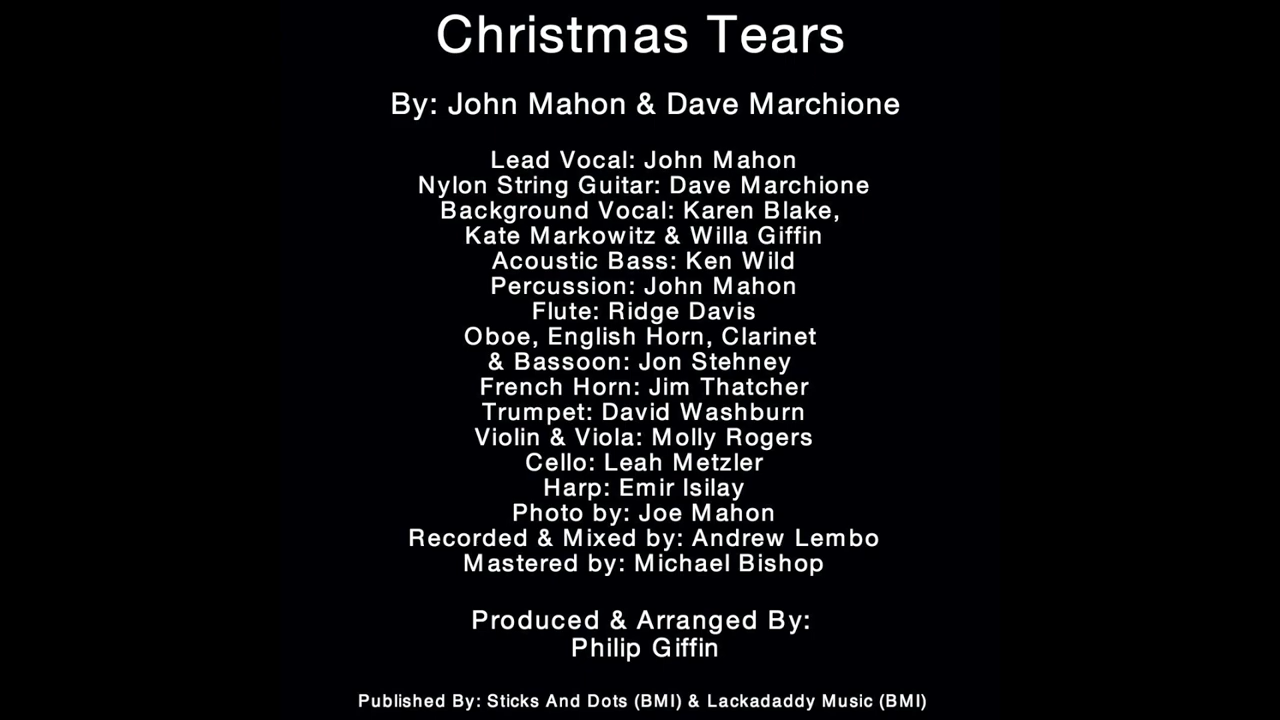 Christmas Tears
By: John Mahon & Dave Marchione
Lead Vocal: John Mahon
Nylon String Guitar: Dave Marchione
Background Vocal: Karen Blake,
Kate Markowitz & Willa Giffin
Acoustic Bass: Ken Wild
Percussion: John Mahon
Flute: Ridge Davis
Oboe, English Horn, Clarinet
& Bassoon: Jon Stehney
French Horn: Jim Thatcher
Trumpet: David Washburn
Violin & Viola: Molly Rogers
Cello: Leah Metzler
Harp: Emir Isilay
Photo by: Joe Mahon
Recorded & Mixed by: Andrew Lembo
Mastered by: Michael Bishop
Produced & Arranged By:
Philip Giffin
Published By: Sticks And Dots (BMI) & Lackadaddy Music (BMI)